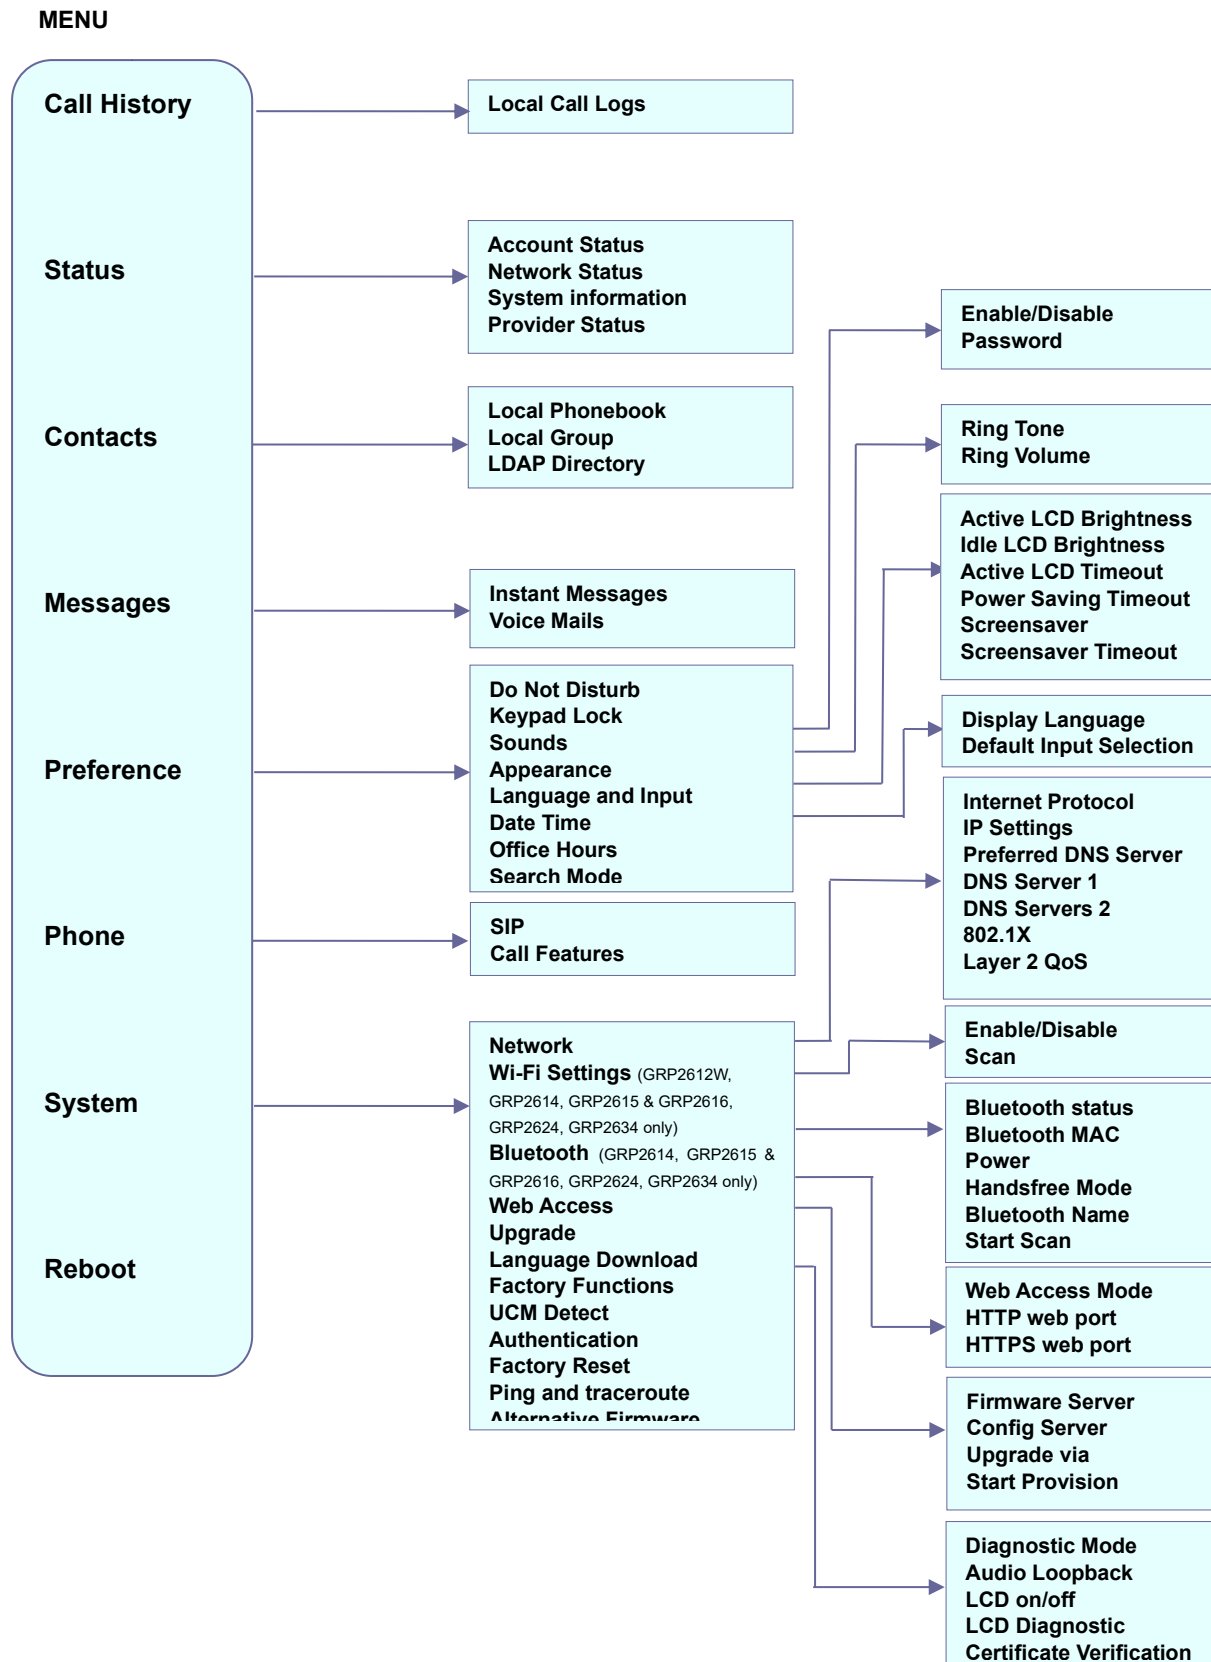 MENU
Call History
Status
Contacts
Messages
Preference
Phone
System
Reboot
Local Call Logs
Account Status
Network Status
System information
Provider Status
Local Phonebook
Local Group
LDAP Directory
Instant Messages
Voice Mails
Do Not Disturb
Keypad Lock
Sounds
Appearance
Language and Input
Date Time
Office Hours
Search Mode
SIP
Call Features
Network
Wi-Fi Settings (GRP2612W,
GRP2614, GRP2615 & GRP2616,
GRP2624, GRP2634 only)
Bluetooth (GRP2614, GRP2615 &
GRP2616, GRP2624, GRP2634 only)
Web Access
Upgrade
Language Download
Factory Functions
UCM Detect
Authentication
Factory Reset
Ping and traceroute
Alternative Firmware
Enable/Disable
Password
Ring Tone
Ring Volume
Active LCD Brightness
Idle LCD Brightness
Active LCD Timeout
Power Saving Timeout
Screensaver
Screensaver Timeout
Display Language
Default Input Selection
Internet Protocol
IP Settings
Preferred DNS Server
DNS Server 1
DNS Servers 2
802.1X
Layer 2 QoS
Enable/Disable
Scan
Bluetooth status
Bluetooth MAC
Power
Handsfree Mode
Bluetooth Name
Start Scan
Web Access Mode
HTTP web port
HTTPS web port
Firmware Server
Config Server
Upgrade via
Start Provision
Diagnostic Mode
Audio Loopback
LCD on/off
LCD Diagnostic
Certificate Verification